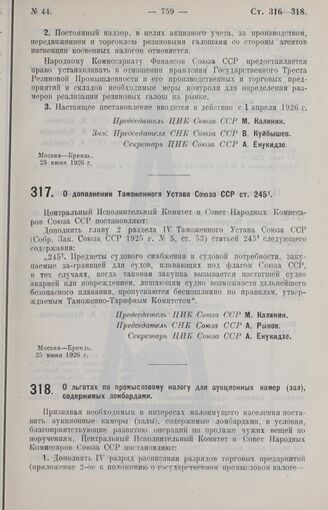 № 44. — 759 — Ст. 316—318.
2. Постоянный надзор, в целях акцизного учета, за производством,
передвижением и торговлею резиновыми галошами со стороны агентов
инспекции косвенных налогов отменяется.
Народному Комиссариату Финансов Союза ССР предоставляется
установить в отношении правления Государственного Треста
Резиновой Промышленности и его производственных и торговых предприятий
и складов необходимые меры контроля для определения размеров
реализации резиновых галош на рынке.
3. Настоящее постановление вводится в действие с 1 апреля 1926 г.
Председатель ЦИК Союза ССР М. Калинин.
Зам. Председателя СНК Союза ССР В. Куйбышев.
Секретарь ЦИК Союза ССР А. Енукидзе.
Москва—Кремль.
25 июня 1926 г.
317. О дополнении Таможенного Устава Союза ССР ст. 245¹.
Центральный Исполнительный Комитет и Совет Народных Комиссаров
Союза ССР постановляют:
Дополнить главу 2 раздела IV Таможенного Устава Союза ССР
(Собр. Зак. Союза ССР 1925 г. № 5, ст. 53) статьей 245¹ следующего
содержания:
„245¹. Предметы судового снабжения и судовой потребности, закупаемые
за-границей для судов, плавающих под флагом Союза ССР,
в тех случаях, когда таковая закупка вызывается постигшей судно
аварией или повреждением, лишающим судно возможности дальнейшего
безопасного плавания, пропускаются беспошлинно по правилам, утверждаемым
Таможенно-Тарифным Комитетом“.
Председатель ЦИК Союза ССР М. Калинин.
Председатель СНК Союза ССР А. Рыков.
Секретарь ЦИК Союза ССР А. Енукидзе.
Москва—Кремль.
25 июня 1926 г.
318. О льготах по промысловому налогу для аукционных камер (зал),
содержимых ломбардами.
Признавая необходимым в интересах малоимущего населения поставить
аукционные камеры (залы), содержимые ломбардами, в условия,
благоприятствующие развитию операций по продаже чужих вещей по
поручениям, Центральный Исполнительный Комитет и Совет Народных
Комиссаров Союза ССР постановляют:
1. Дополнить IV разряд расписания разрядов торговых предприятий
(приложение 2-ое к положению о государственном промысловом налоге—